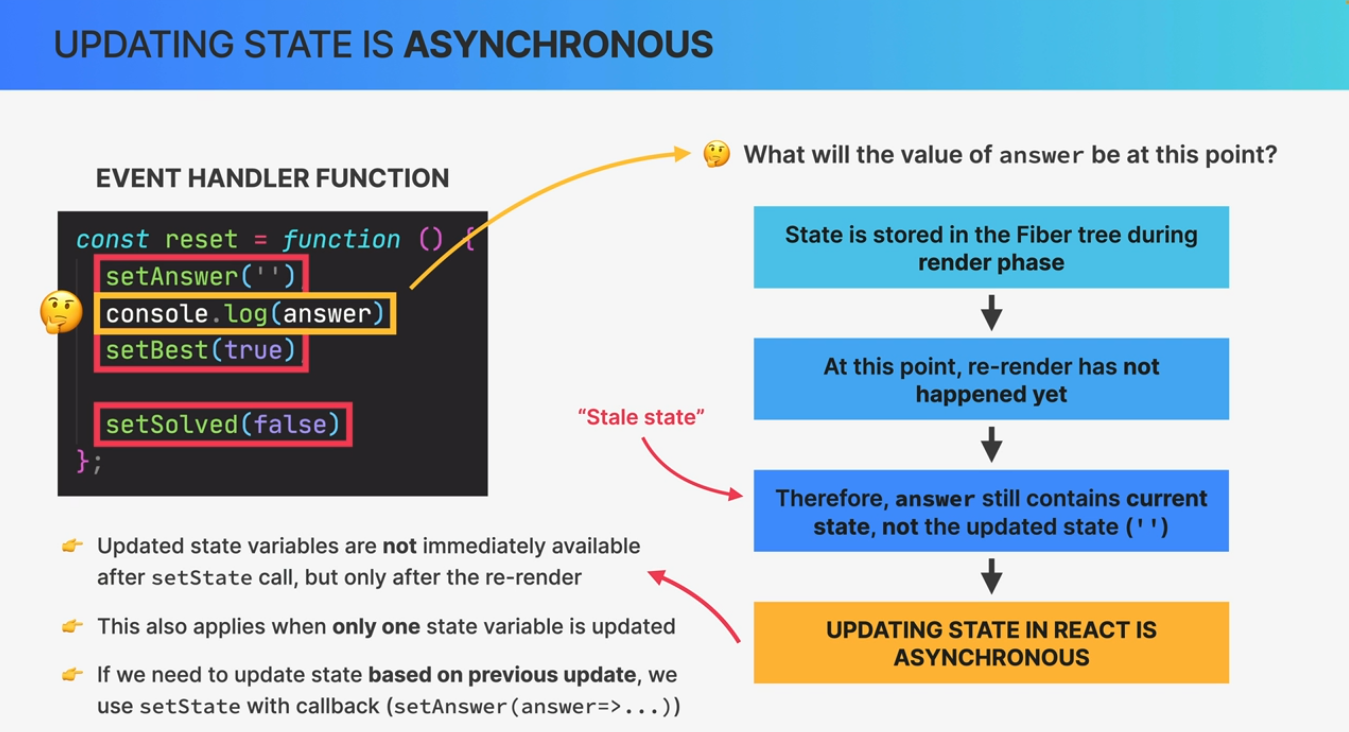 UPDATING STATE IS ASYNCHRONOUS
EVENT HANDLER FUNCTION
const reset = function () {
setAnswer('')
console.log(answer)
setBest(true)
setSolved(false)
};
👉 Updated state variables are not immediately available
after setState call, but only after the re-render
👉 This also applies when only one state variable is updated
👉 If we need to update state based on previous update, we
use setState with callback (setAnswer(answer=>...))
🤔 What will the value of answer be at this point?
State is stored in the Fiber tree during
render phase
At this point, re-render has not
happened yet
“Stale state”
Therefore, answer still contains current
state, not the updated state ('')
UPDATING STATE IN REACT IS
ASYNCHRONOUS